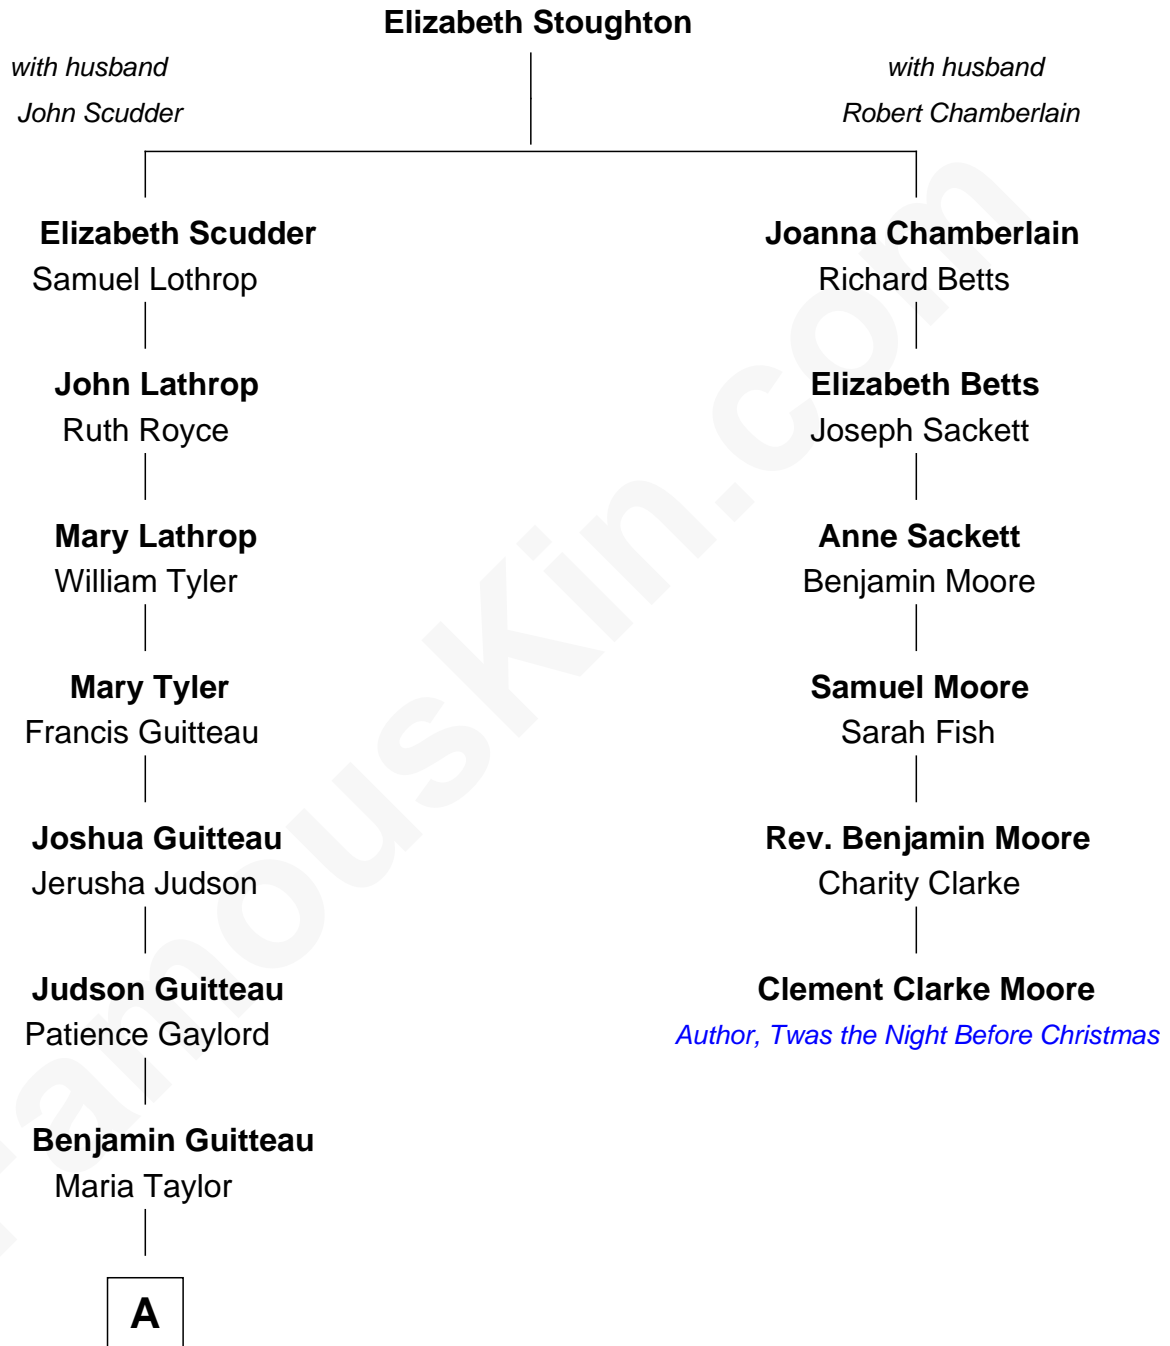 Elizabeth Stoughton
with husband
John Scudder
with husband
Robert Chamberlain
Elizabeth Scudder
Samuel Lothrop
Joanna Chamberlain
Richard Betts
John Lathrop
Ruth Royce
Elizabeth Betts
Joseph Sackett
Mary Lathrop
William Tyler
Anne Sackett
Benjamin Moore
Mary Tyler
Francis Guitteau
Samuel Moore
Sarah Fish
Joshua Guitteau
Jerusha Judson
Rev. Benjamin Moore
Charity Clarke
Judson Guitteau
Patience Gaylord
Clement Clarke Moore
Author, Twas the Night Before Christmas
Benjamin Guitteau
Maria Taylor
A
FamousKin.com